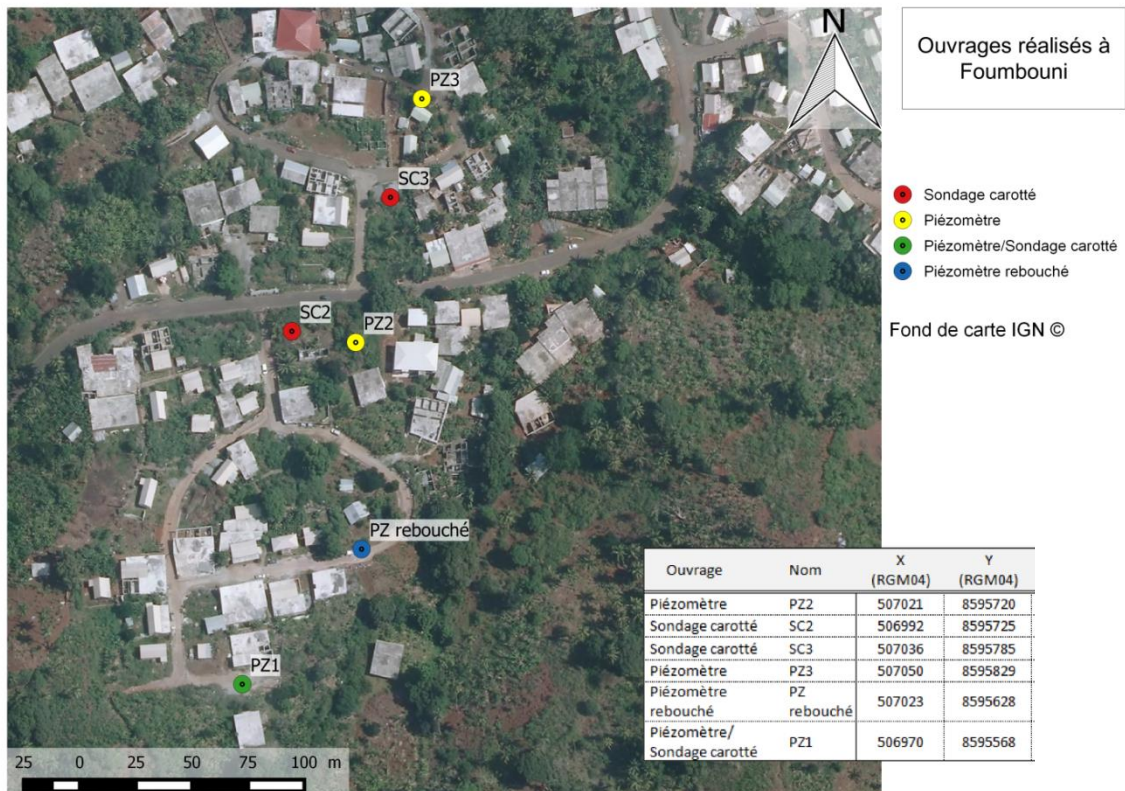 N
Ouvrages réalisés à
Foumbouni
PZ3
SC3
Sondage carotté
Piézomètre
Piézomètre/Sondage carotté
Piézomètre rebouché
SC2
PZ2
Fond de carte IGN ©
PZ rebouché
PZ1
Ouvrage Nom X (RGM04) Y (RGM04)
Piézomètre PZ2 507021 8595720
Sondage carotté SC2 506992 8595725
Sondage carotté SC3 507036 8595785
Piézomètre PZ3 507050 8595829
Piézomètre rebouché PZ rebouché 507023 8595628
Piézomètre/ Sondage carotté PZ1 506970 8595568
25 0 25 50 75 100 m